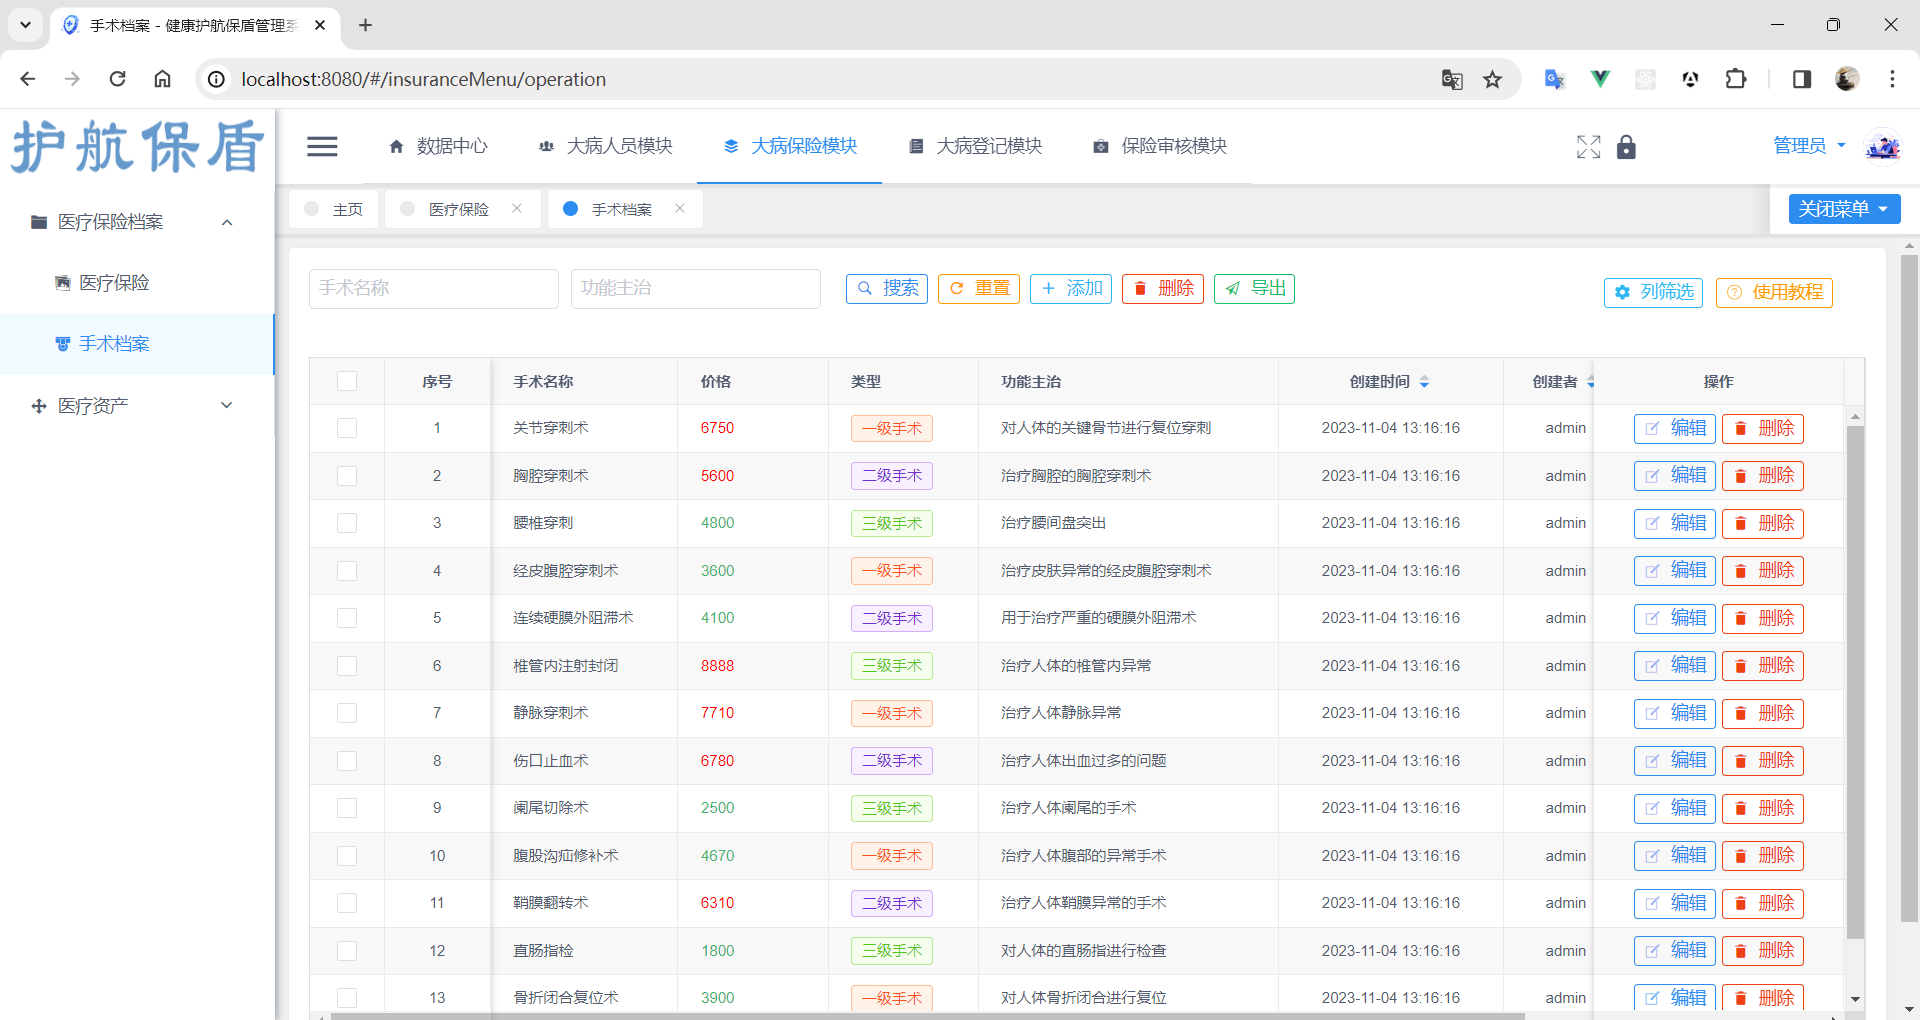 手术档案 - 健康护航保盾管理系
localhost:8080/#/insuranceMenu/operation
护航保盾
数据中心 大病人员模块 大病保险模块 大病登记模块 保险审核模块 管理员
主页 医疗保险 手术档案 关闭菜单
医疗保险档案
医疗保险
手术档案
医疗资产
手术名称 功能主治 搜索 重置 添加 删除 导出 列筛选 使用教程
序号 手术名称 价格 类型 功能主治 创建时间 创建者 操作
1 关节穿刺术 6750 一级手术 对人体的关键骨节进行复位穿刺 2023-11-04 13:16:16 admin 编辑 删除
2 胸腔穿刺术 5600 二级手术 治疗胸腔的胸腔穿刺术 2023-11-04 13:16:16 admin 编辑 删除
3 腰椎穿刺 4800 三级手术 治疗腰间盘突出 2023-11-04 13:16:16 admin 编辑 删除
4 经皮腹腔穿刺术 3600 一级手术 治疗皮肤异常的经皮腹腔穿刺术 2023-11-04 13:16:16 admin 编辑 删除
5 连续硬膜外阻滞术 4100 二级手术 用于治疗严重的硬膜外阻滞术 2023-11-04 13:16:16 admin 编辑 删除
6 椎管内注射封闭 8888 三级手术 治疗人体的椎管内异常 2023-11-04 13:16:16 admin 编辑 删除
7 静脉穿刺术 7710 一级手术 治疗人体静脉异常 2023-11-04 13:16:16 admin 编辑 删除
8 伤口止血术 6780 二级手术 治疗人体出血过多的问题 2023-11-04 13:16:16 admin 编辑 删除
9 阑尾切除术 2500 三级手术 治疗人体阑尾的手术 2023-11-04 13:16:16 admin 编辑 删除
10 腹股沟疝修补术 4670 一级手术 治疗人体腹部的异常手术 2023-11-04 13:16:16 admin 编辑 删除
11 鞘膜翻转术 6310 二级手术 治疗人体鞘膜异常的手术 2023-11-04 13:16:16 admin 编辑 删除
12 直肠指检 1800 三级手术 对人体的直肠指进行检查 2023-11-04 13:16:16 admin 编辑 删除
13 骨折闭合复位术 3900 一级手术 对人体骨折闭合进行复位 2023-11-04 13:16:16 admin 编辑 删除